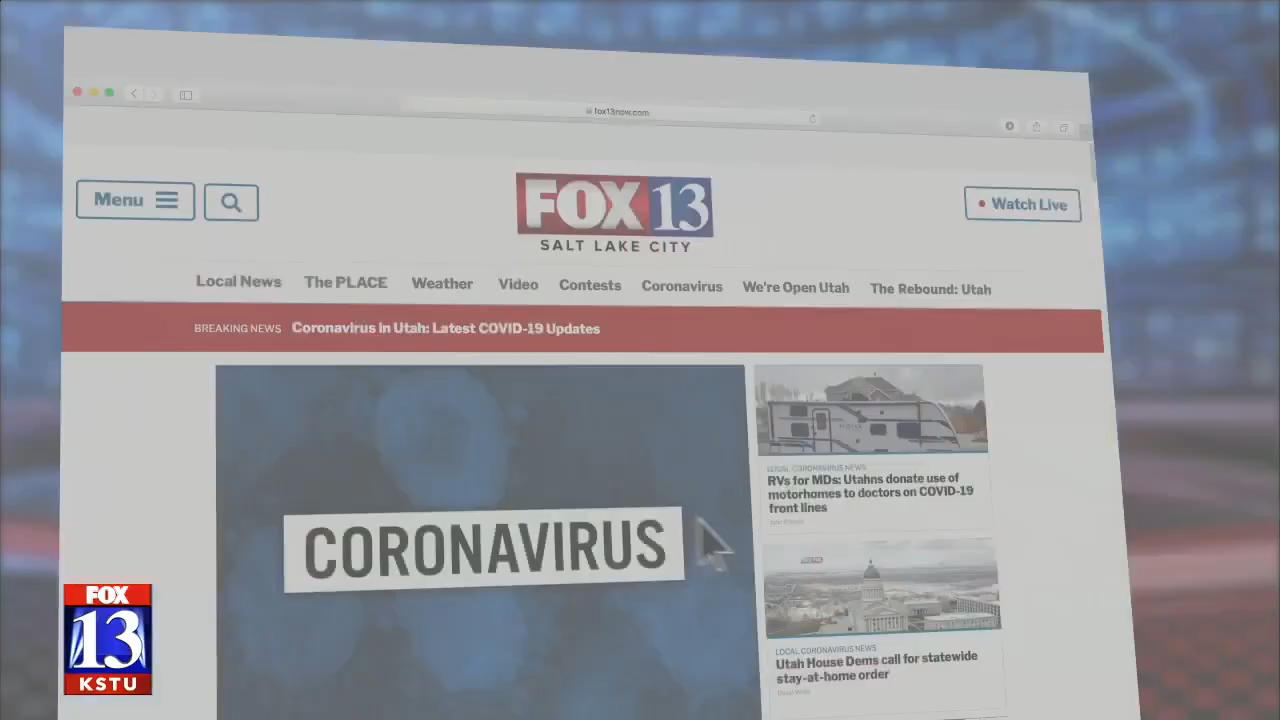 fox13now.com
Menu
FOX 13
Watch Live
SALT LAKE CITY
Local News The PLACE Weather Video Contests Coronavirus We're Open Utah The Rebound: Utah
BREAKING NEWS Coronavirus in Utah: Latest COVID-19 Updates
CORONAVIRUS
LOCAL CORONAVIRUS NEWS
RVs for MDs: Utahns donate use of
motorhomes to doctors on COVID-19
front lines
LOCAL CORONAVIRUS NEWS
Utah House Dems call for statewide
stay-at-home order
FOX
13
KSTU